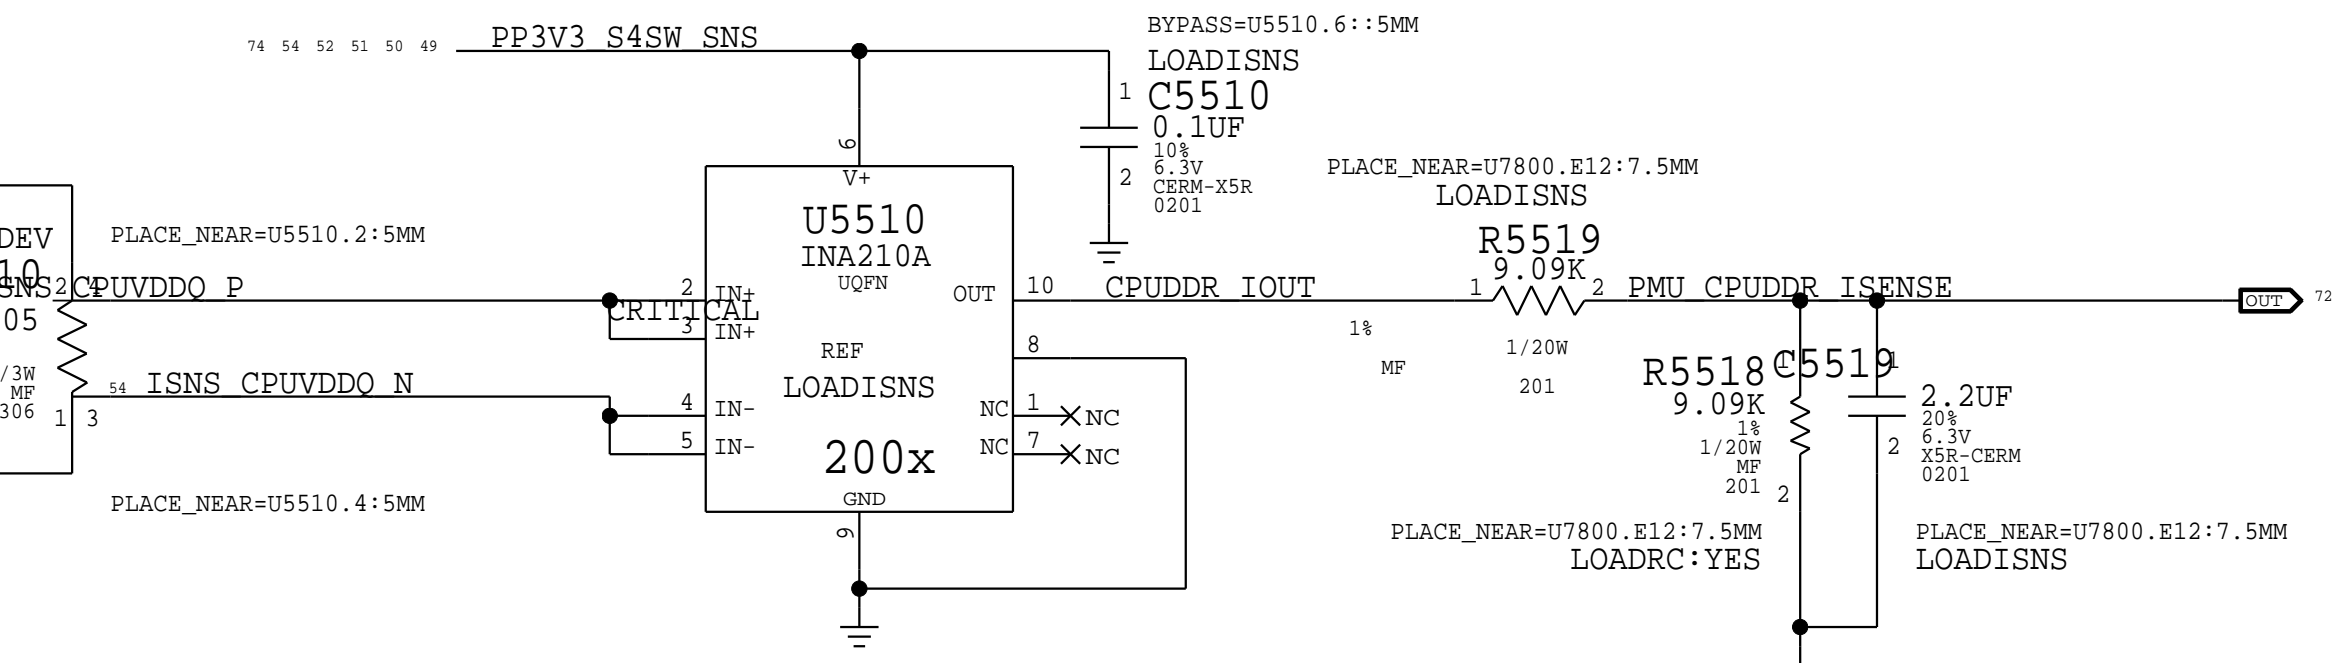 BYPASS=U5510.6::5MM
74 54 52 51 50 49 PP3V3_S4SW_SNS
LOADISNS
1 C5510
0.1UF
10%
6.3V
2 CERM-X5R
0201
6
V+
PLACE_NEAR=U7800.E12:7.5MM
LOADISNS
U5510
INA210A
UQFN
PLACE_NEAR=U5510.2:5MM
DEV
10
R5519
9.09K
SNS_CPUVDDQ_P
2 4
2 IN+
OUT 10 CPUDDR_IOUT
1 2 PMU_CPUDDR_ISENSE
OUT 72
05
CRITICAL
3 IN+
1%
MF
1/20W
201
REF 8
LOADISNS
/3W
MF
306
1 3
54 ISNS_CPUVDDQ_N
4 IN-
NC 1 NC
5 IN-
NC 7 NC
200x
GND
9
PLACE_NEAR=U5510.4:5MM
1
R5518
9.09K
1%
1/20W
MF
201
2
PLACE_NEAR=U7800.E12:7.5MM
LOADRC:YES
C5519
1
2.2UF
20%
6.3V
2 X5R-CERM
0201
PLACE_NEAR=U7800.E12:7.5MM
LOADISNS